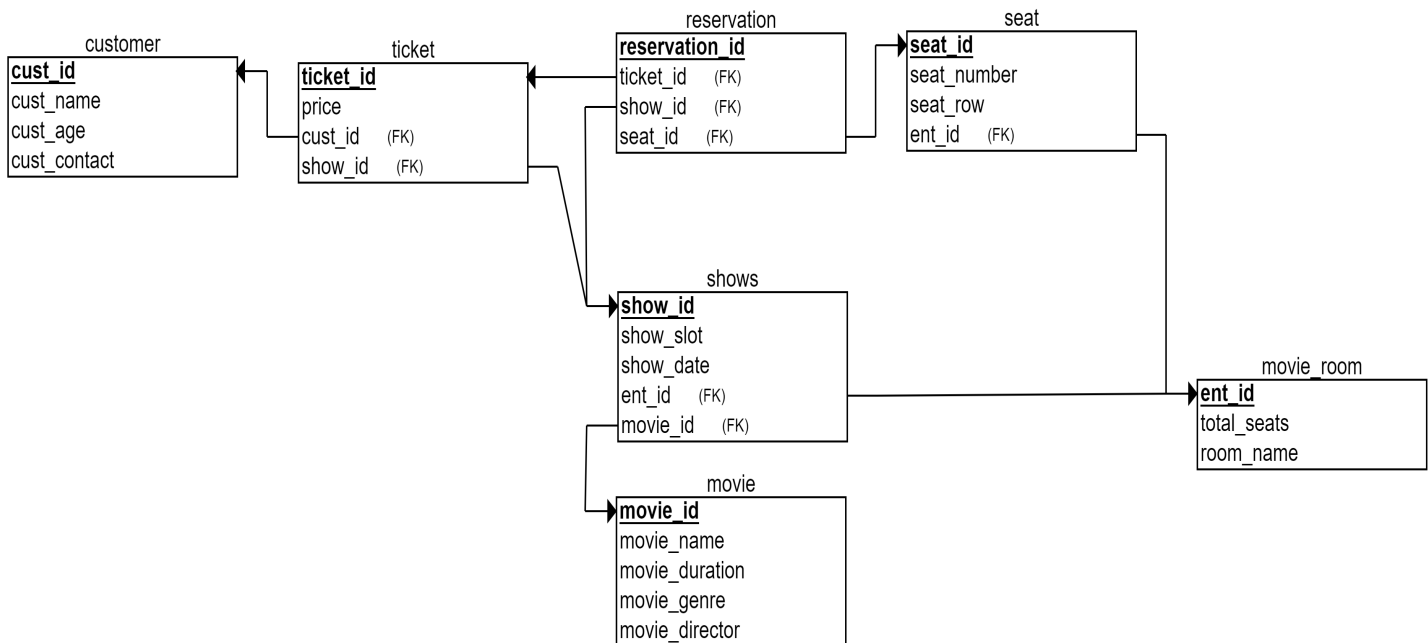 customer
cust_id
cust_name
cust_age
cust_contact
ticket
ticket_id
price
cust_id (FK)
show_id (FK)
reservation
reservation_id
ticket_id (FK)
show_id (FK)
seat_id (FK)
seat
seat_id
seat_number
seat_row
ent_id (FK)
shows
show_id
show_slot
show_date
ent_id (FK)
movie_id (FK)
movie_room
ent_id
total_seats
room_name
movie
movie_id
movie_name
movie_duration
movie_genre
movie_director